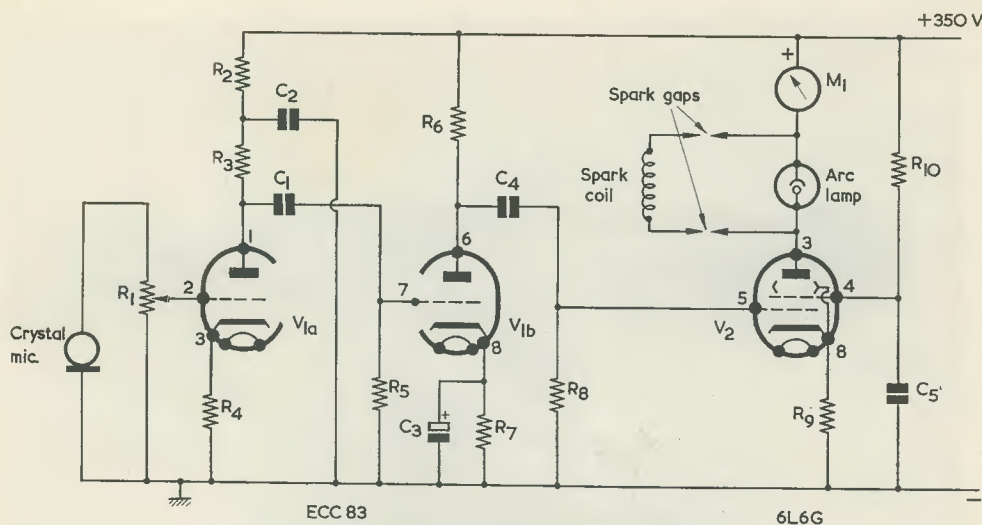 +350 V
R2
C2
R3
C1
R6
C4
Spark gaps
Spark
coil
+
M1
Arc
lamp
R10
1
2
3
R1
V1a
Crystal
mic.
R4
R5
6
7
8
V1b
C3
+
R7
R8
3
4
5
8
V2
R9
C5
−
ECC 83
6L6G